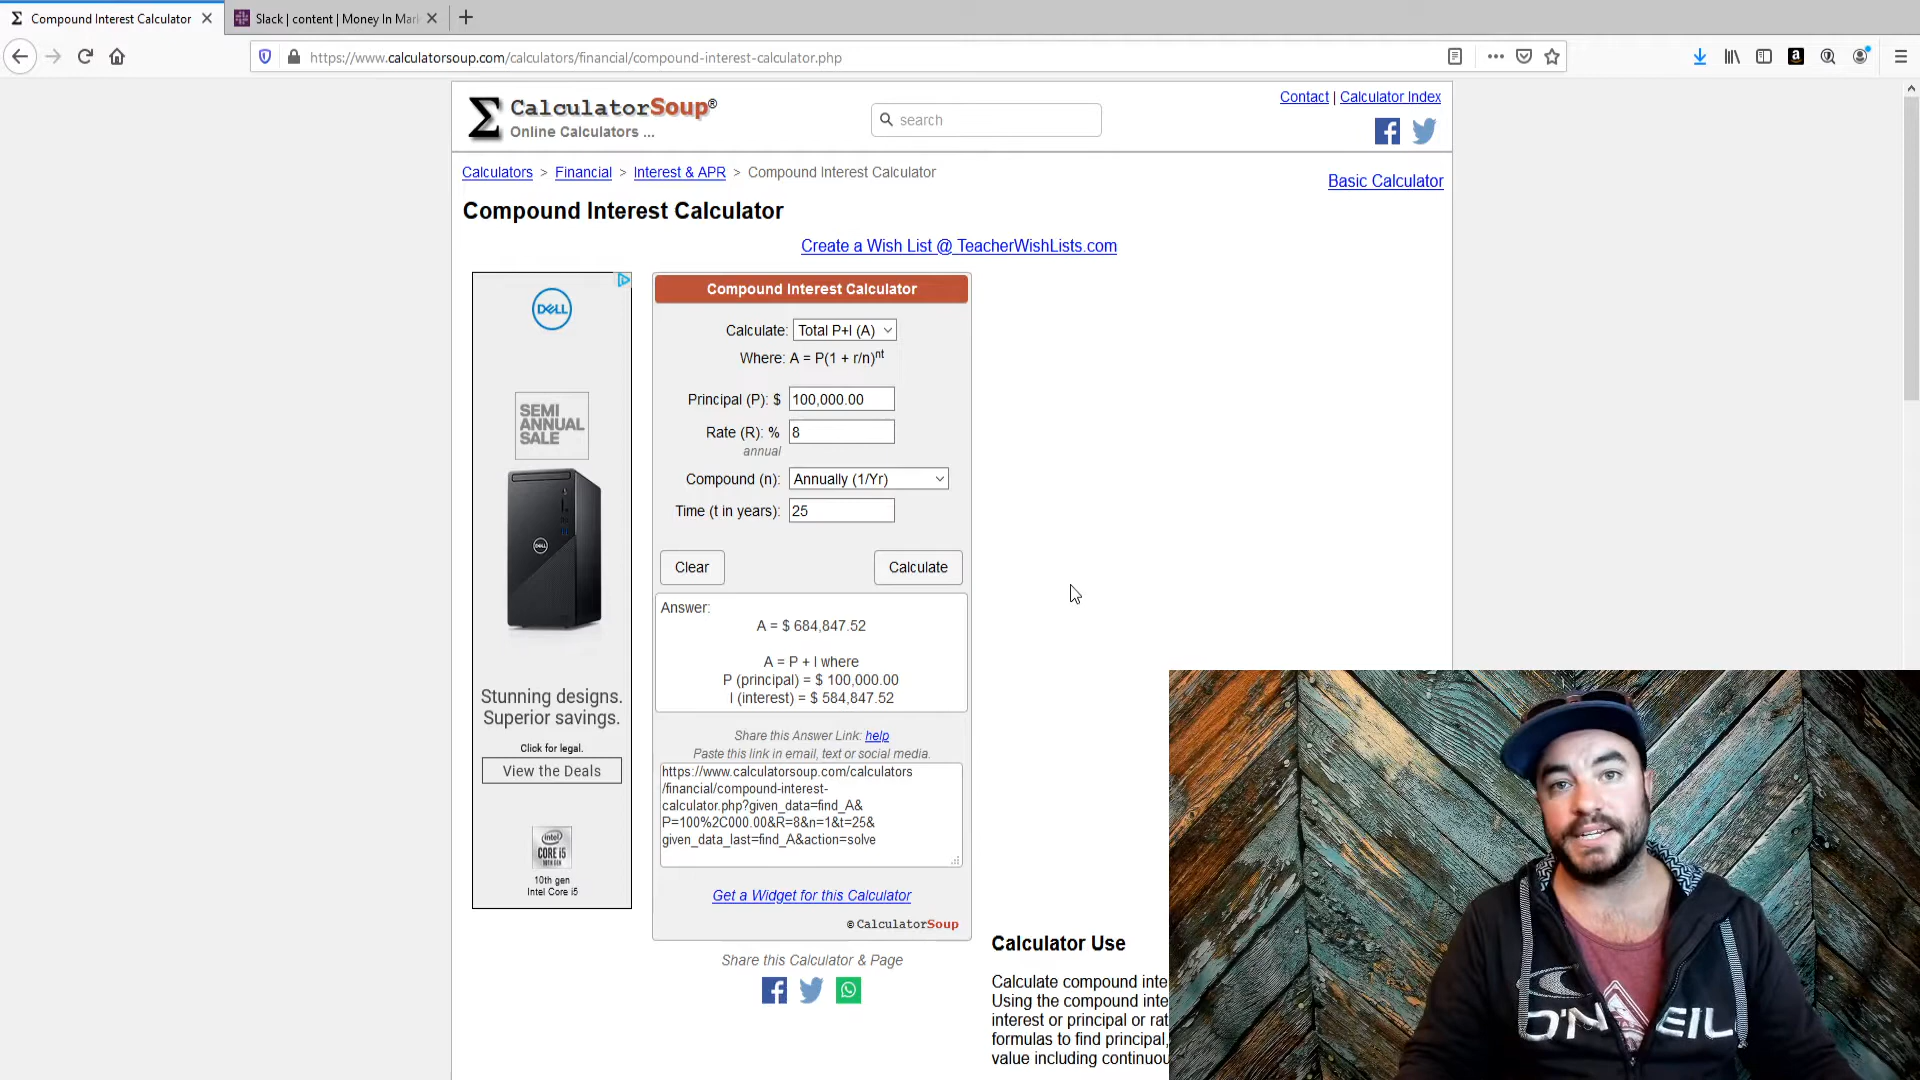 Compound Interest Calculator
Slack | content | Money In Mar
https://www.calculatorsoup.com/calculators/financial/compound-interest-calculator.php
CalculatorSoup®
Online Calculators ...
search
Contact | Calculator Index
Calculators > Financial > Interest & APR > Compound Interest Calculator
Basic Calculator
Compound Interest Calculator
Create a Wish List @ TeacherWishLists.com
DELL
SEMI
ANNUAL
SALE
DELL
Stunning designs.
Superior savings.
Click for legal.
View the Deals
intel
CORE i5
10TH GEN
10th gen
Intel Core i5
Compound Interest Calculator
Calculate: Total P+I (A)
Where: A = P(1 + r/n)^nt
Principal (P): $ 100,000.00
Rate (R): % 8
annual
Compound (n): Annually (1/Yr)
Time (t in years): 25
Clear
Calculate
Answer:
A = $ 684,847.52
A = P + I where
P (principal) = $ 100,000.00
I (interest) = $ 584,847.52
Share this Answer Link: help
Paste this link in email, text or social media.
https://www.calculatorsoup.com/calculators
/financial/compound-interest-
calculator.php?given_data=find_A&
P=100%2C000.00&R=8&n=1&t=25&
given_data_last=find_A&action=solve
Get a Widget for this Calculator
© CalculatorSoup
Share this Calculator & Page
Calculator Use
Calculate compound inte
Using the compound inte
interest or principal or rat
formulas to find principal,
value including continuou
O'NEILL